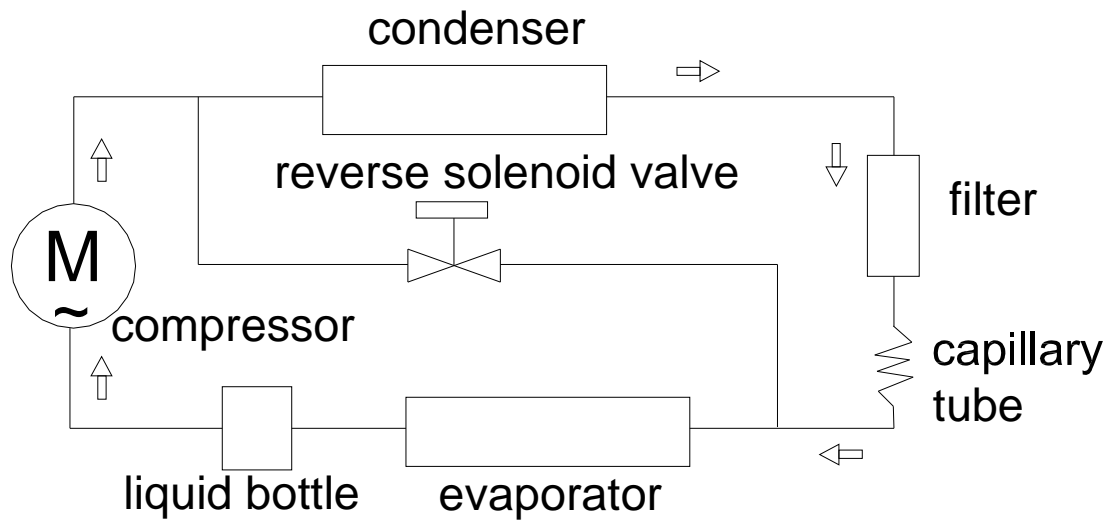 condenser
reverse solenoid valve
filter
M
~
compressor
capillary
tube
liquid bottle
evaporator